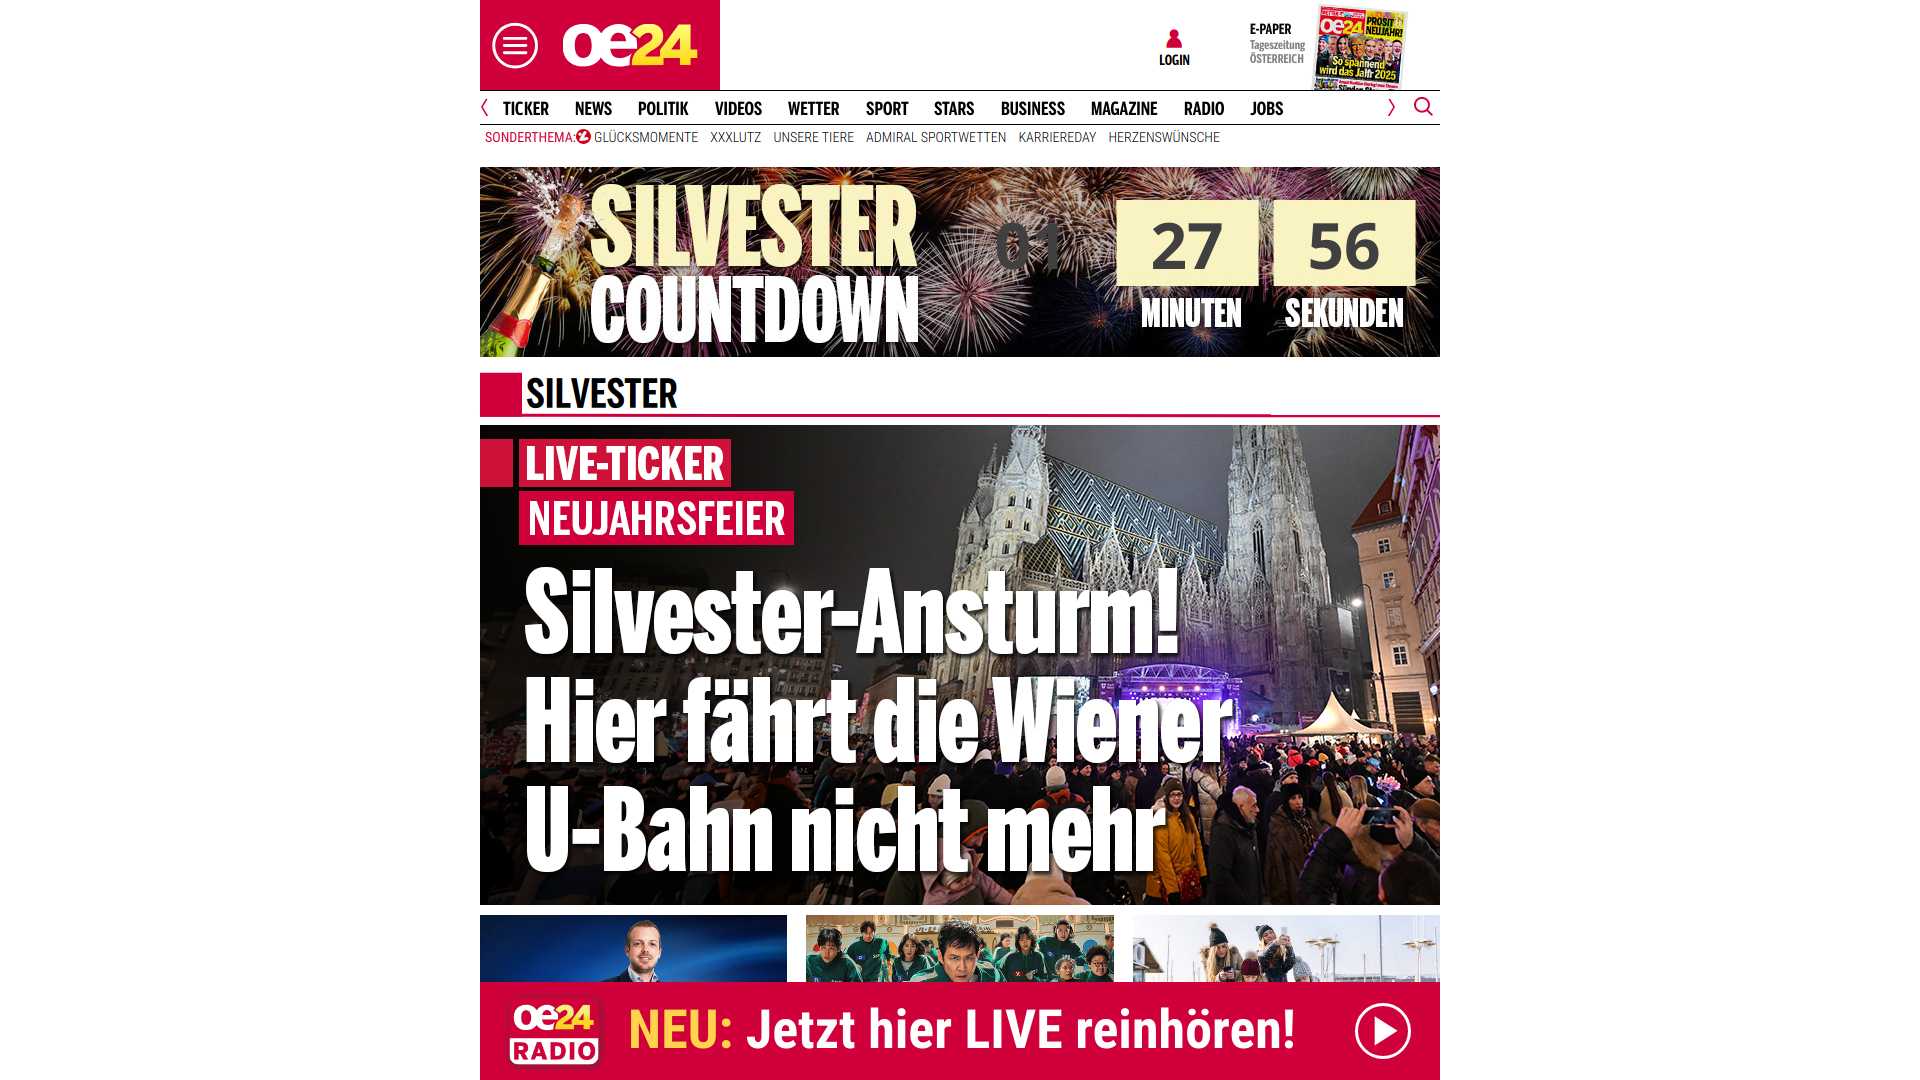 oe24
LOGIN
E-PAPER
Tageszeitung
ÖSTERREICH
oe24
PROSIT
NEUJAHR!
So spannend
wird das Jahr 2025
TICKER NEWS POLITIK VIDEOS WETTER SPORT STARS BUSINESS MAGAZINE RADIO JOBS
SONDERTHEMA: GLÜCKSMOMENTE XXXLUTZ UNSERE TIERE ADMIRAL SPORTWETTEN KARRIEREDAY HERZENSWÜNSCHE
SILVESTER
COUNTDOWN
01 27 56
MINUTEN SEKUNDEN
SILVESTER
LIVE-TICKER
NEUJAHRSFEIER
Silvester-Ansturm!
Hier fährt die Wiener
U-Bahn nicht mehr
oe24
RADIO
NEU: Jetzt hier LIVE reinhören!